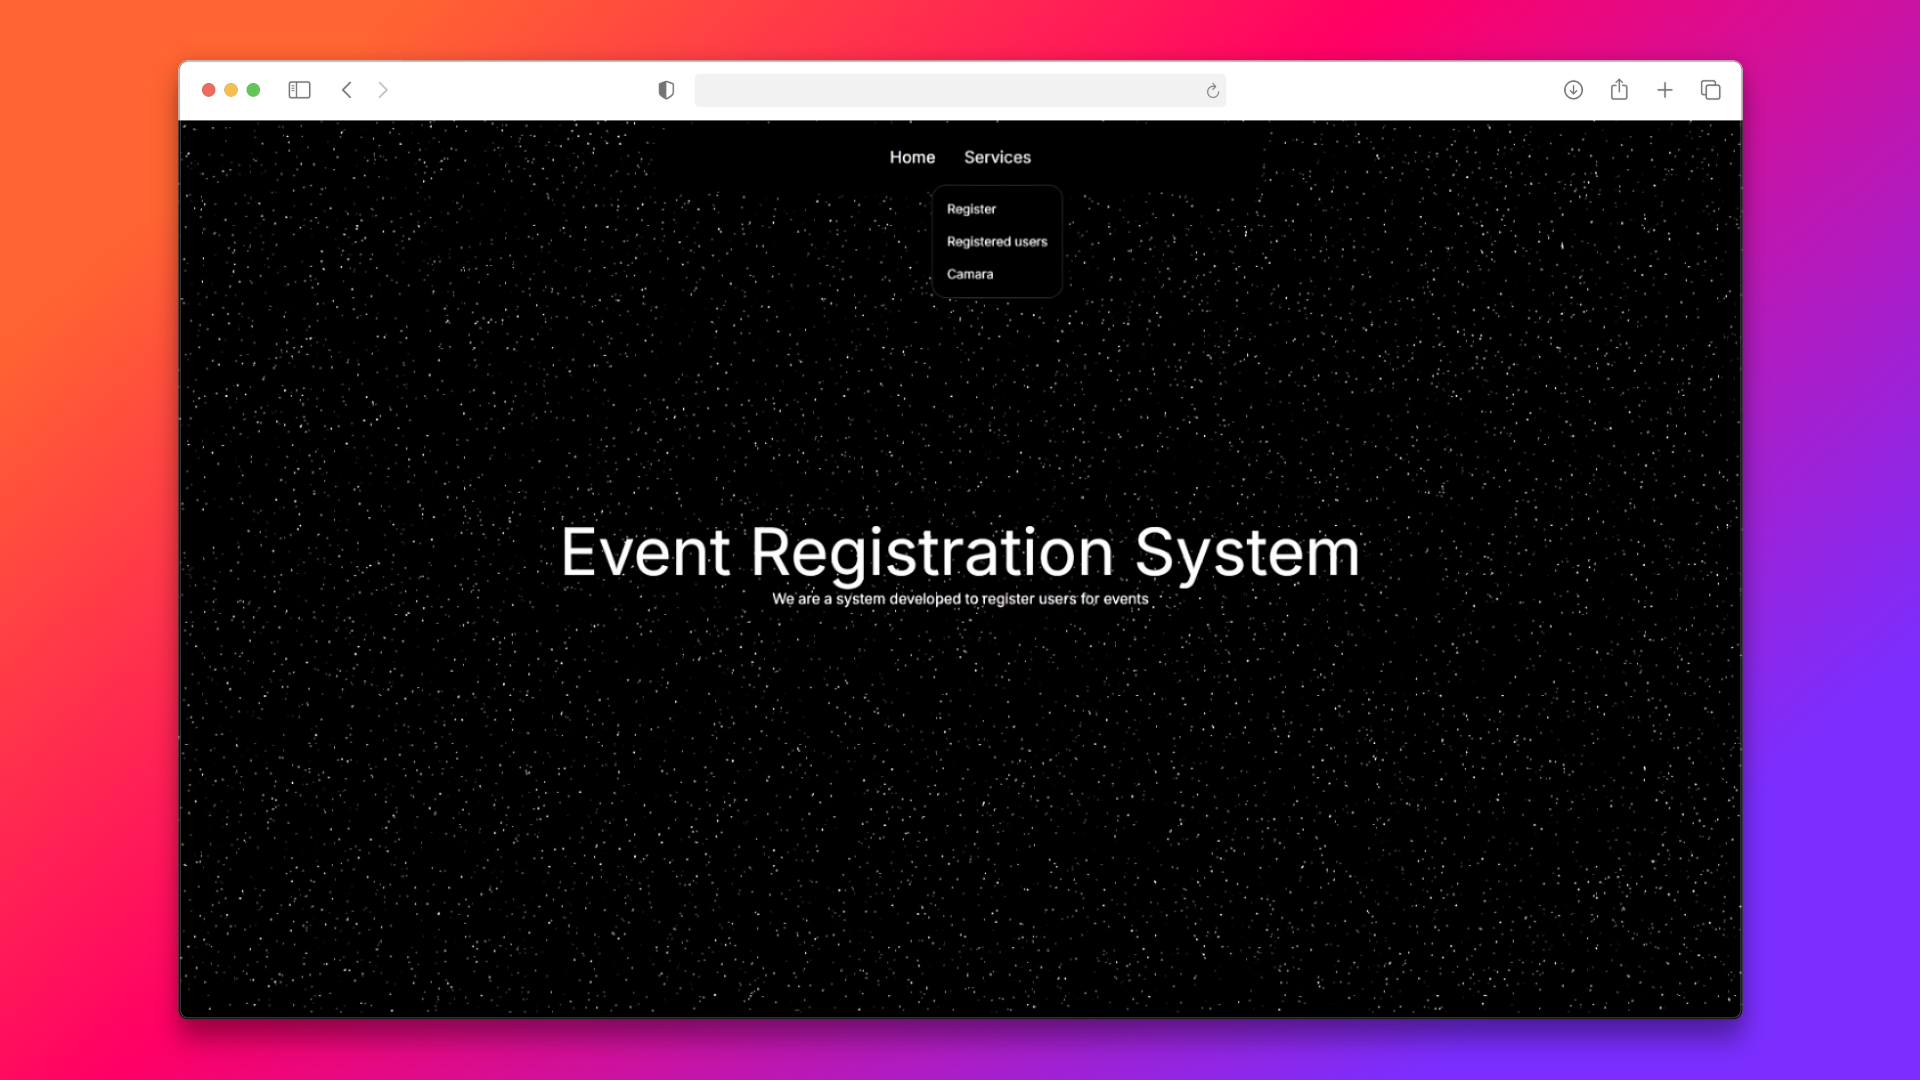 Home Services
Register
Registered users
Camara
Event Registration System
We are a system developed to register users for events